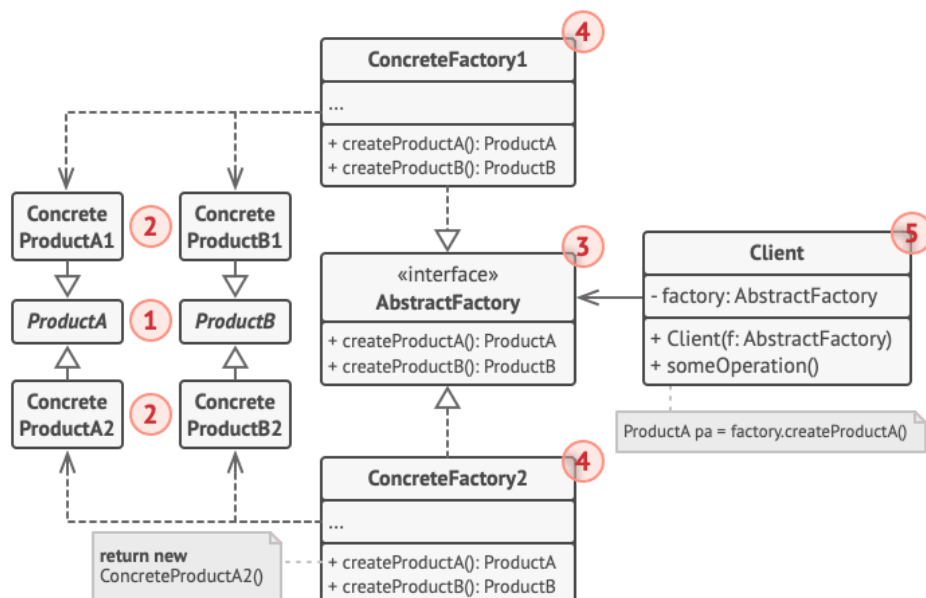 4
ConcreteFactory1
...
+ createProductA(): ProductA
+ createProductB(): ProductB
Concrete
ProductA1
2
Concrete
ProductB1
ProductA
1
ProductB
Concrete
ProductA2
2
Concrete
ProductB2
3
«interface»
AbstractFactory
+ createProductA(): ProductA
+ createProductB(): ProductB
5
Client
- factory: AbstractFactory
+ Client(f: AbstractFactory)
+ someOperation()
ProductA pa = factory.createProductA()
4
ConcreteFactory2
...
+ createProductA(): ProductA
+ createProductB(): ProductB
return new
ConcreteProductA2()